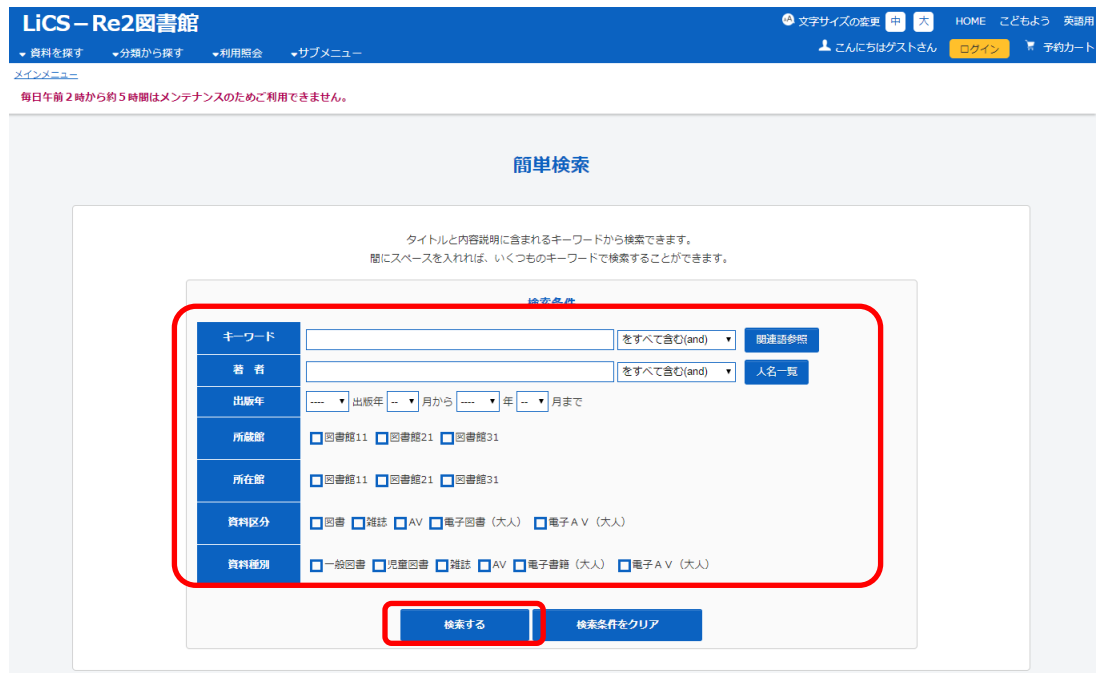 LiCS－Re2図書館
文字サイズの変更 中 大 HOME こどもよう 英語用
▾ 資料を探す ▾分類から探す ▾利用照会 ▾サブメニュー
こんにちはゲストさん ログイン 予約カート
メインメニュー
毎日午前２時から約５時間はメンテナンスのためご利用できません。
簡単検索
タイトルと内容説明に含まれるキーワードから検索できます。
間にスペースを入れれば、いくつものキーワードで検索することができます。
検索条件
キーワード をすべて含む(and) ▼ 関連語参照
著 者 をすべて含む(and) ▼ 人名一覧
出版年 ---- ▼ 出版年 -- ▼ 月から ---- ▼ 年 -- ▼ 月まで
所蔵館 図書館11 図書館21 図書館31
所在館 図書館11 図書館21 図書館31
資料区分 図書 雑誌 AV 電子図書（大人） 電子ＡＶ（大人）
資料種別 一般図書 児童図書 雑誌 AV 電子書籍（大人） 電子ＡＶ（大人）
検索する 検索条件をクリア